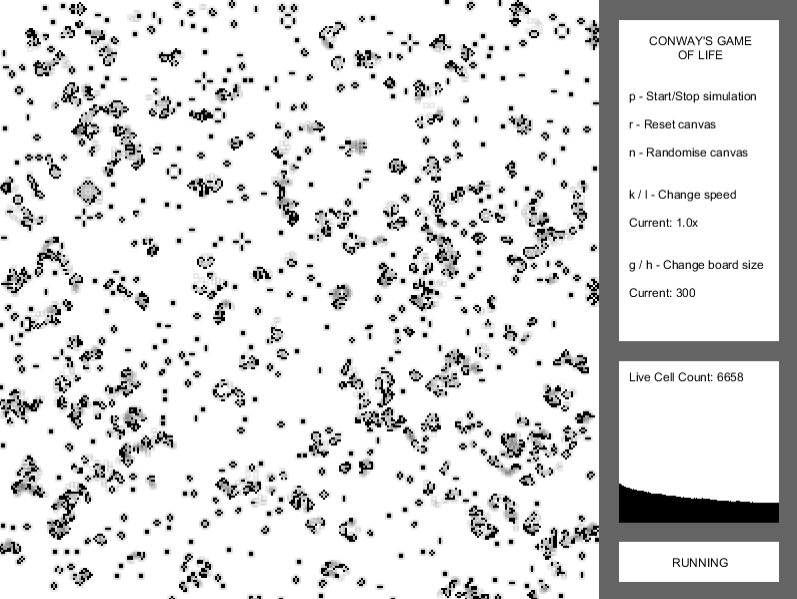 CONWAY'S GAME
OF LIFE
p - Start/Stop simulation
r - Reset canvas
n - Randomise canvas
k / l - Change speed
Current: 1.0x
g / h - Change board size
Current: 300
Live Cell Count: 6658
RUNNING